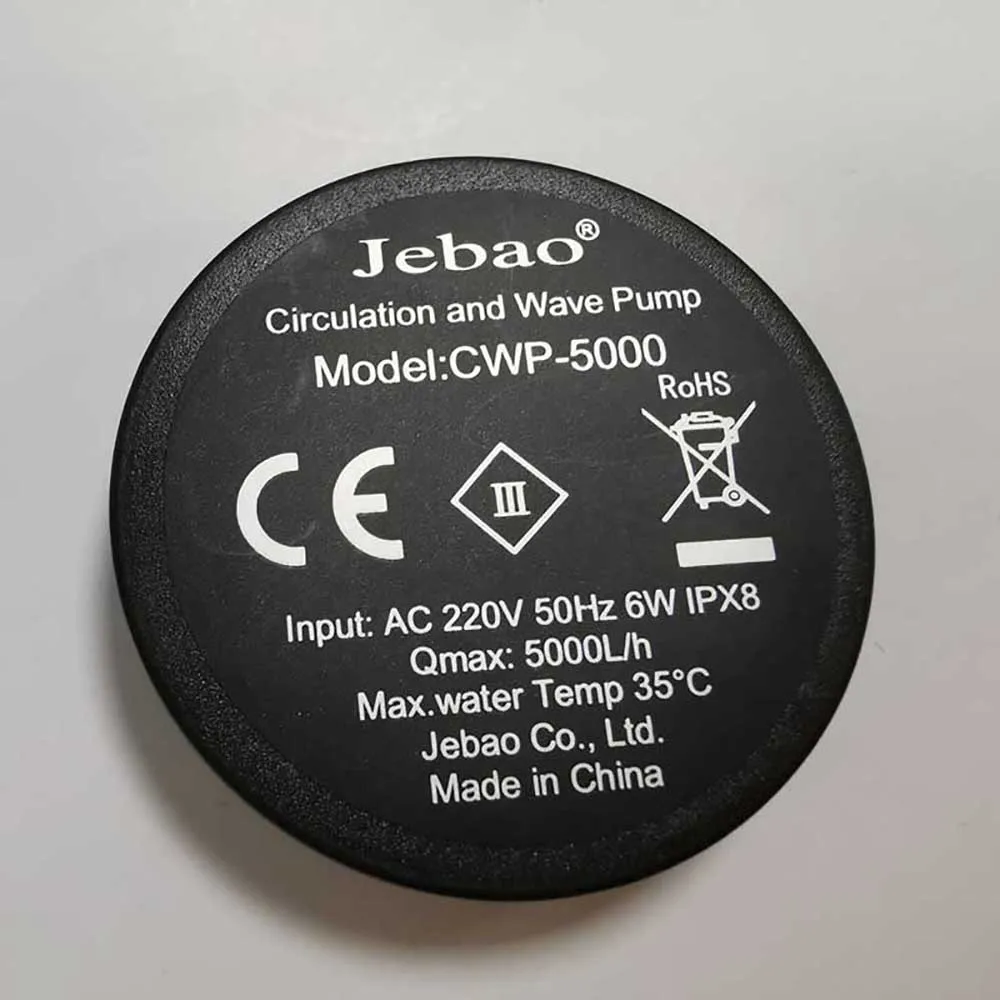 Jebao®
Circulation and Wave Pump
Model:CWP-5000
RoHS
CE
III
Input: AC 220V 50Hz 6W IPX8
Qmax: 5000L/h
Max.water Temp 35°C
Jebao Co., Ltd.
Made in China